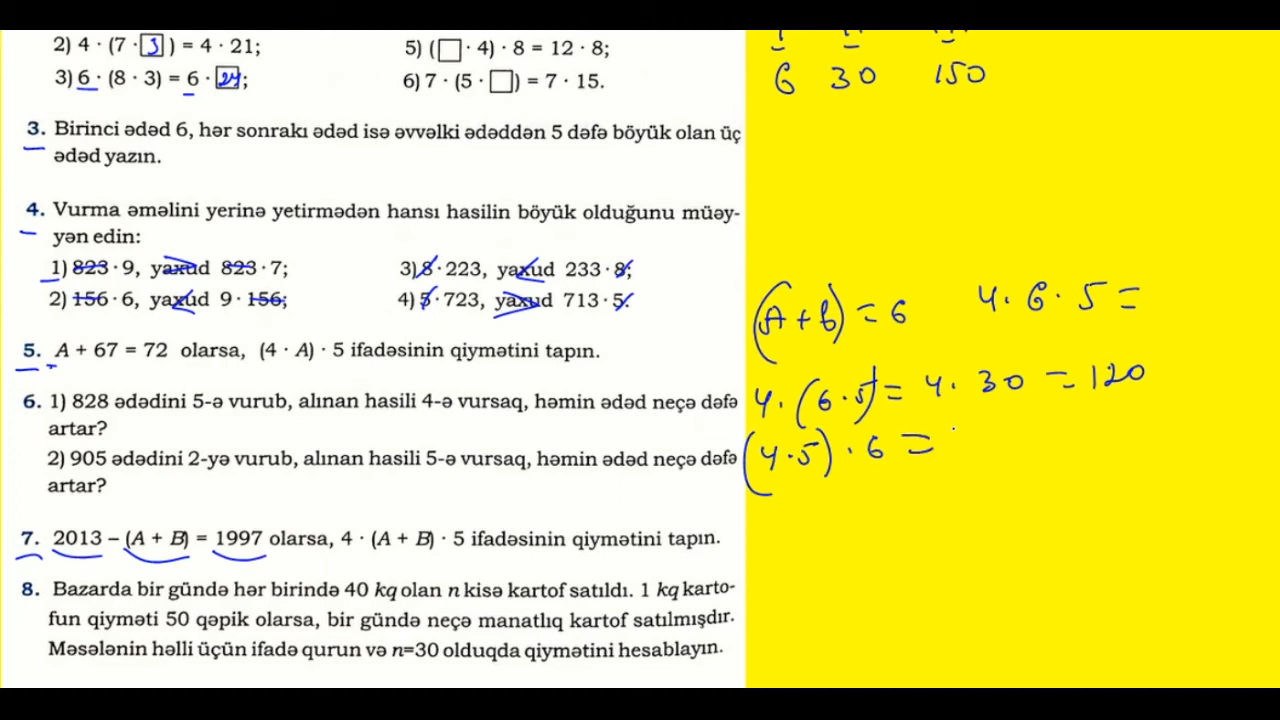 2) 4 · (7 · 3) = 4 · 21;
5) (□ · 4) · 8 = 12 · 8;
3) 6 · (8 · 3) = 6 · 24;
6) 7 · (5 · □) = 7 · 15.
3. Birinci ədəd 6, hər sonrakı ədəd isə əvvəlki ədəddən 5 dəfə böyük olan üç
ədəd yazın.
4. Vurma əməlini yerinə yetirmədən hansı hasilin böyük olduğunu müəy-
yən edin:
1) 823 · 9, yaxud 823 · 7;
3) 8 · 223, yaxud 233 · 8;
2) 156 · 6, yaxud 9 · 156;
4) 5 · 723, yaxud 713 · 5.
5. A + 67 = 72 olarsa, (4 · A) · 5 ifadəsinin qiymətini tapın.
6. 1) 828 ədədini 5-ə vurub, alınan hasili 4-ə vursaq, həmin ədəd neçə dəfə
artar?
2) 905 ədədini 2-yə vurub, alınan hasili 5-ə vursaq, həmin ədəd neçə dəfə
artar?
7. 2013 – (A + B) = 1997 olarsa, 4 · (A + B) · 5 ifadəsinin qiymətini tapın.
8. Bazarda bir gündə hər birində 40 kq olan n kisə kartof satıldı. 1 kq karto-
fun qiyməti 50 qəpik olarsa, bir gündə neçə manatlıq kartof satılmışdır.
Məsələnin həlli üçün ifadə qurun və n=30 olduqda qiymətini hesablayın.
6 30 150
(A + B) = 6 4 · 6 · 5 =
4 · (6 · 5) = 4 · 30 = 120
(4 · 5) · 6 =